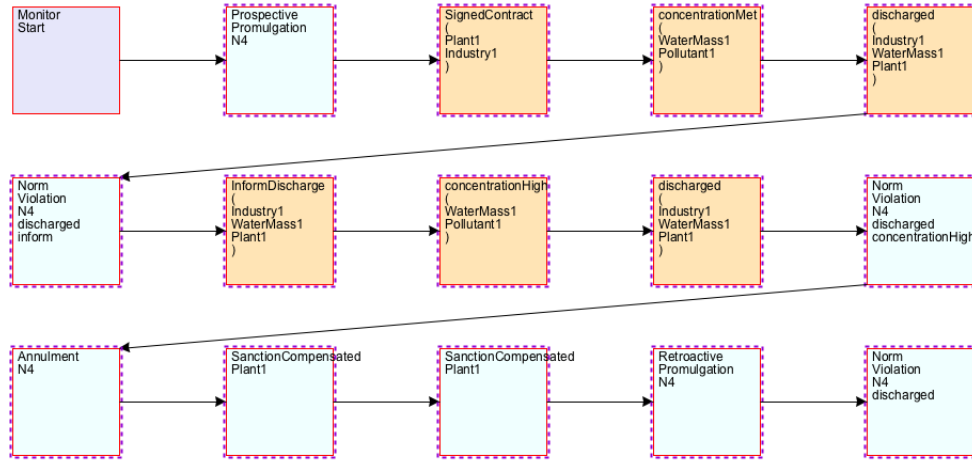 Monitor
Start
Prospective
Promulgation
N4
SignedContract
(
Plant1
Industry1
)
concentrationMet
(
WaterMass1
Pollutant1
)
discharged
(
Industry1
WaterMass1
Plant1
)
Norm
Violation
N4
discharged
inform
InformDischarge
(
Industry1
WaterMass1
Plant1
)
concentrationHigh
(
WaterMass1
Pollutant1
)
discharged
(
Industry1
WaterMass1
Plant1
)
Norm
Violation
N4
discharged
concentrationHigh
Annulment
N4
SanctionCompensated
Plant1
SanctionCompensated
Plant1
Retroactive
Promulgation
N4
Norm
Violation
N4
discharged